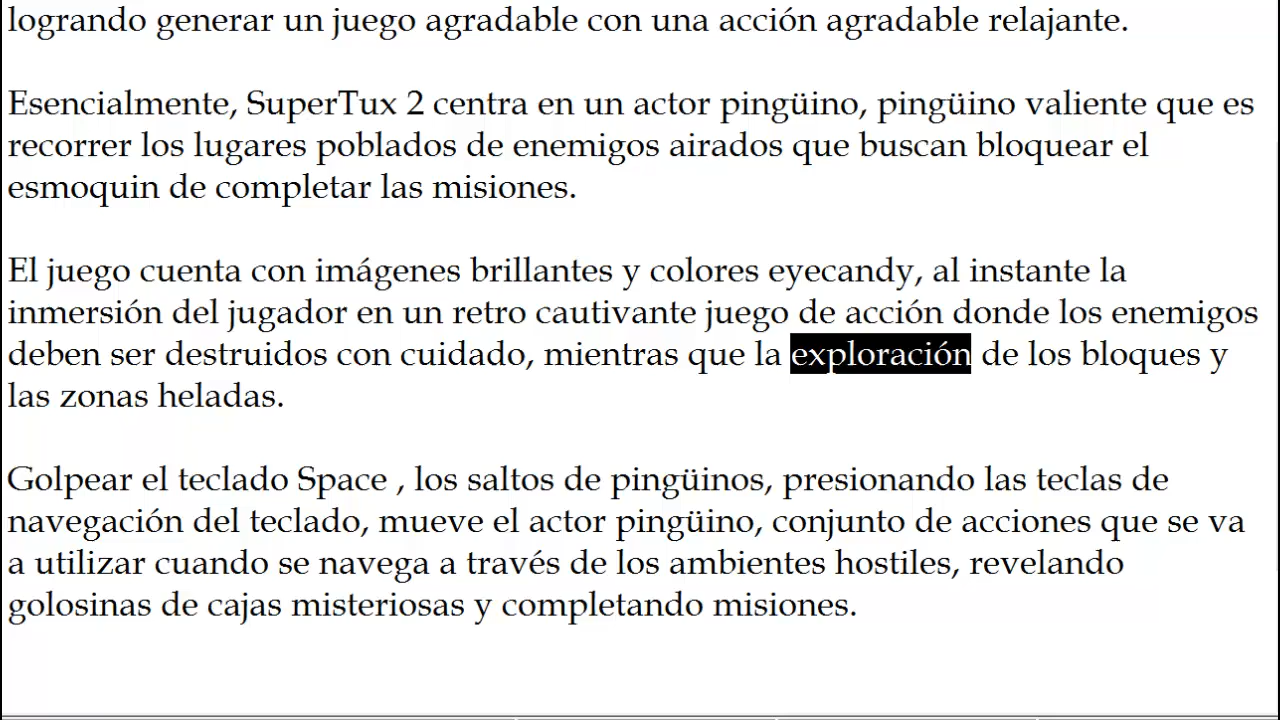 logrando generar un juego agradable con una acción agradable relajante.
Esencialmente, SuperTux 2 centra en un actor pingüino, pingüino valiente que es
recorrer los lugares poblados de enemigos airados que buscan bloquear el
esmoquin de completar las misiones.
El juego cuenta con imágenes brillantes y colores eyecandy, al instante la
inmersión del jugador en un retro cautivante juego de acción donde los enemigos
deben ser destruidos con cuidado, mientras que la exploración de los bloques y
las zonas heladas.
Golpear el teclado Space , los saltos de pingüinos, presionando las teclas de
navegación del teclado, mueve el actor pingüino, conjunto de acciones que se va
a utilizar cuando se navega a través de los ambientes hostiles, revelando
golosinas de cajas misteriosas y completando misiones.